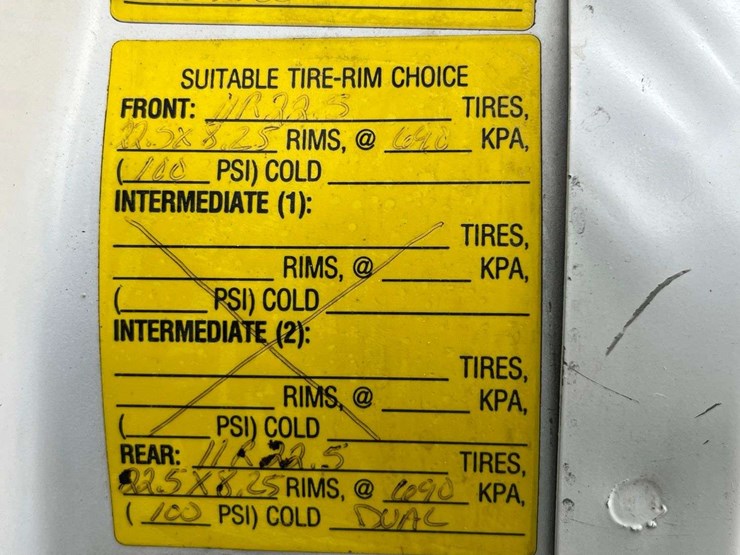 SUITABLE TIRE-RIM CHOICE
FRONT: 11R22.5 TIRES,
22.5X8.25 RIMS, @ 690 KPA,
(100 PSI) COLD
INTERMEDIATE (1):
TIRES,
RIMS, @ KPA,
( PSI) COLD
INTERMEDIATE (2):
TIRES,
RIMS, @ KPA,
( PSI) COLD
REAR: 11R22.5 TIRES,
22.5X8.25 RIMS, @ 690 KPA,
(100 PSI) COLD DUAL